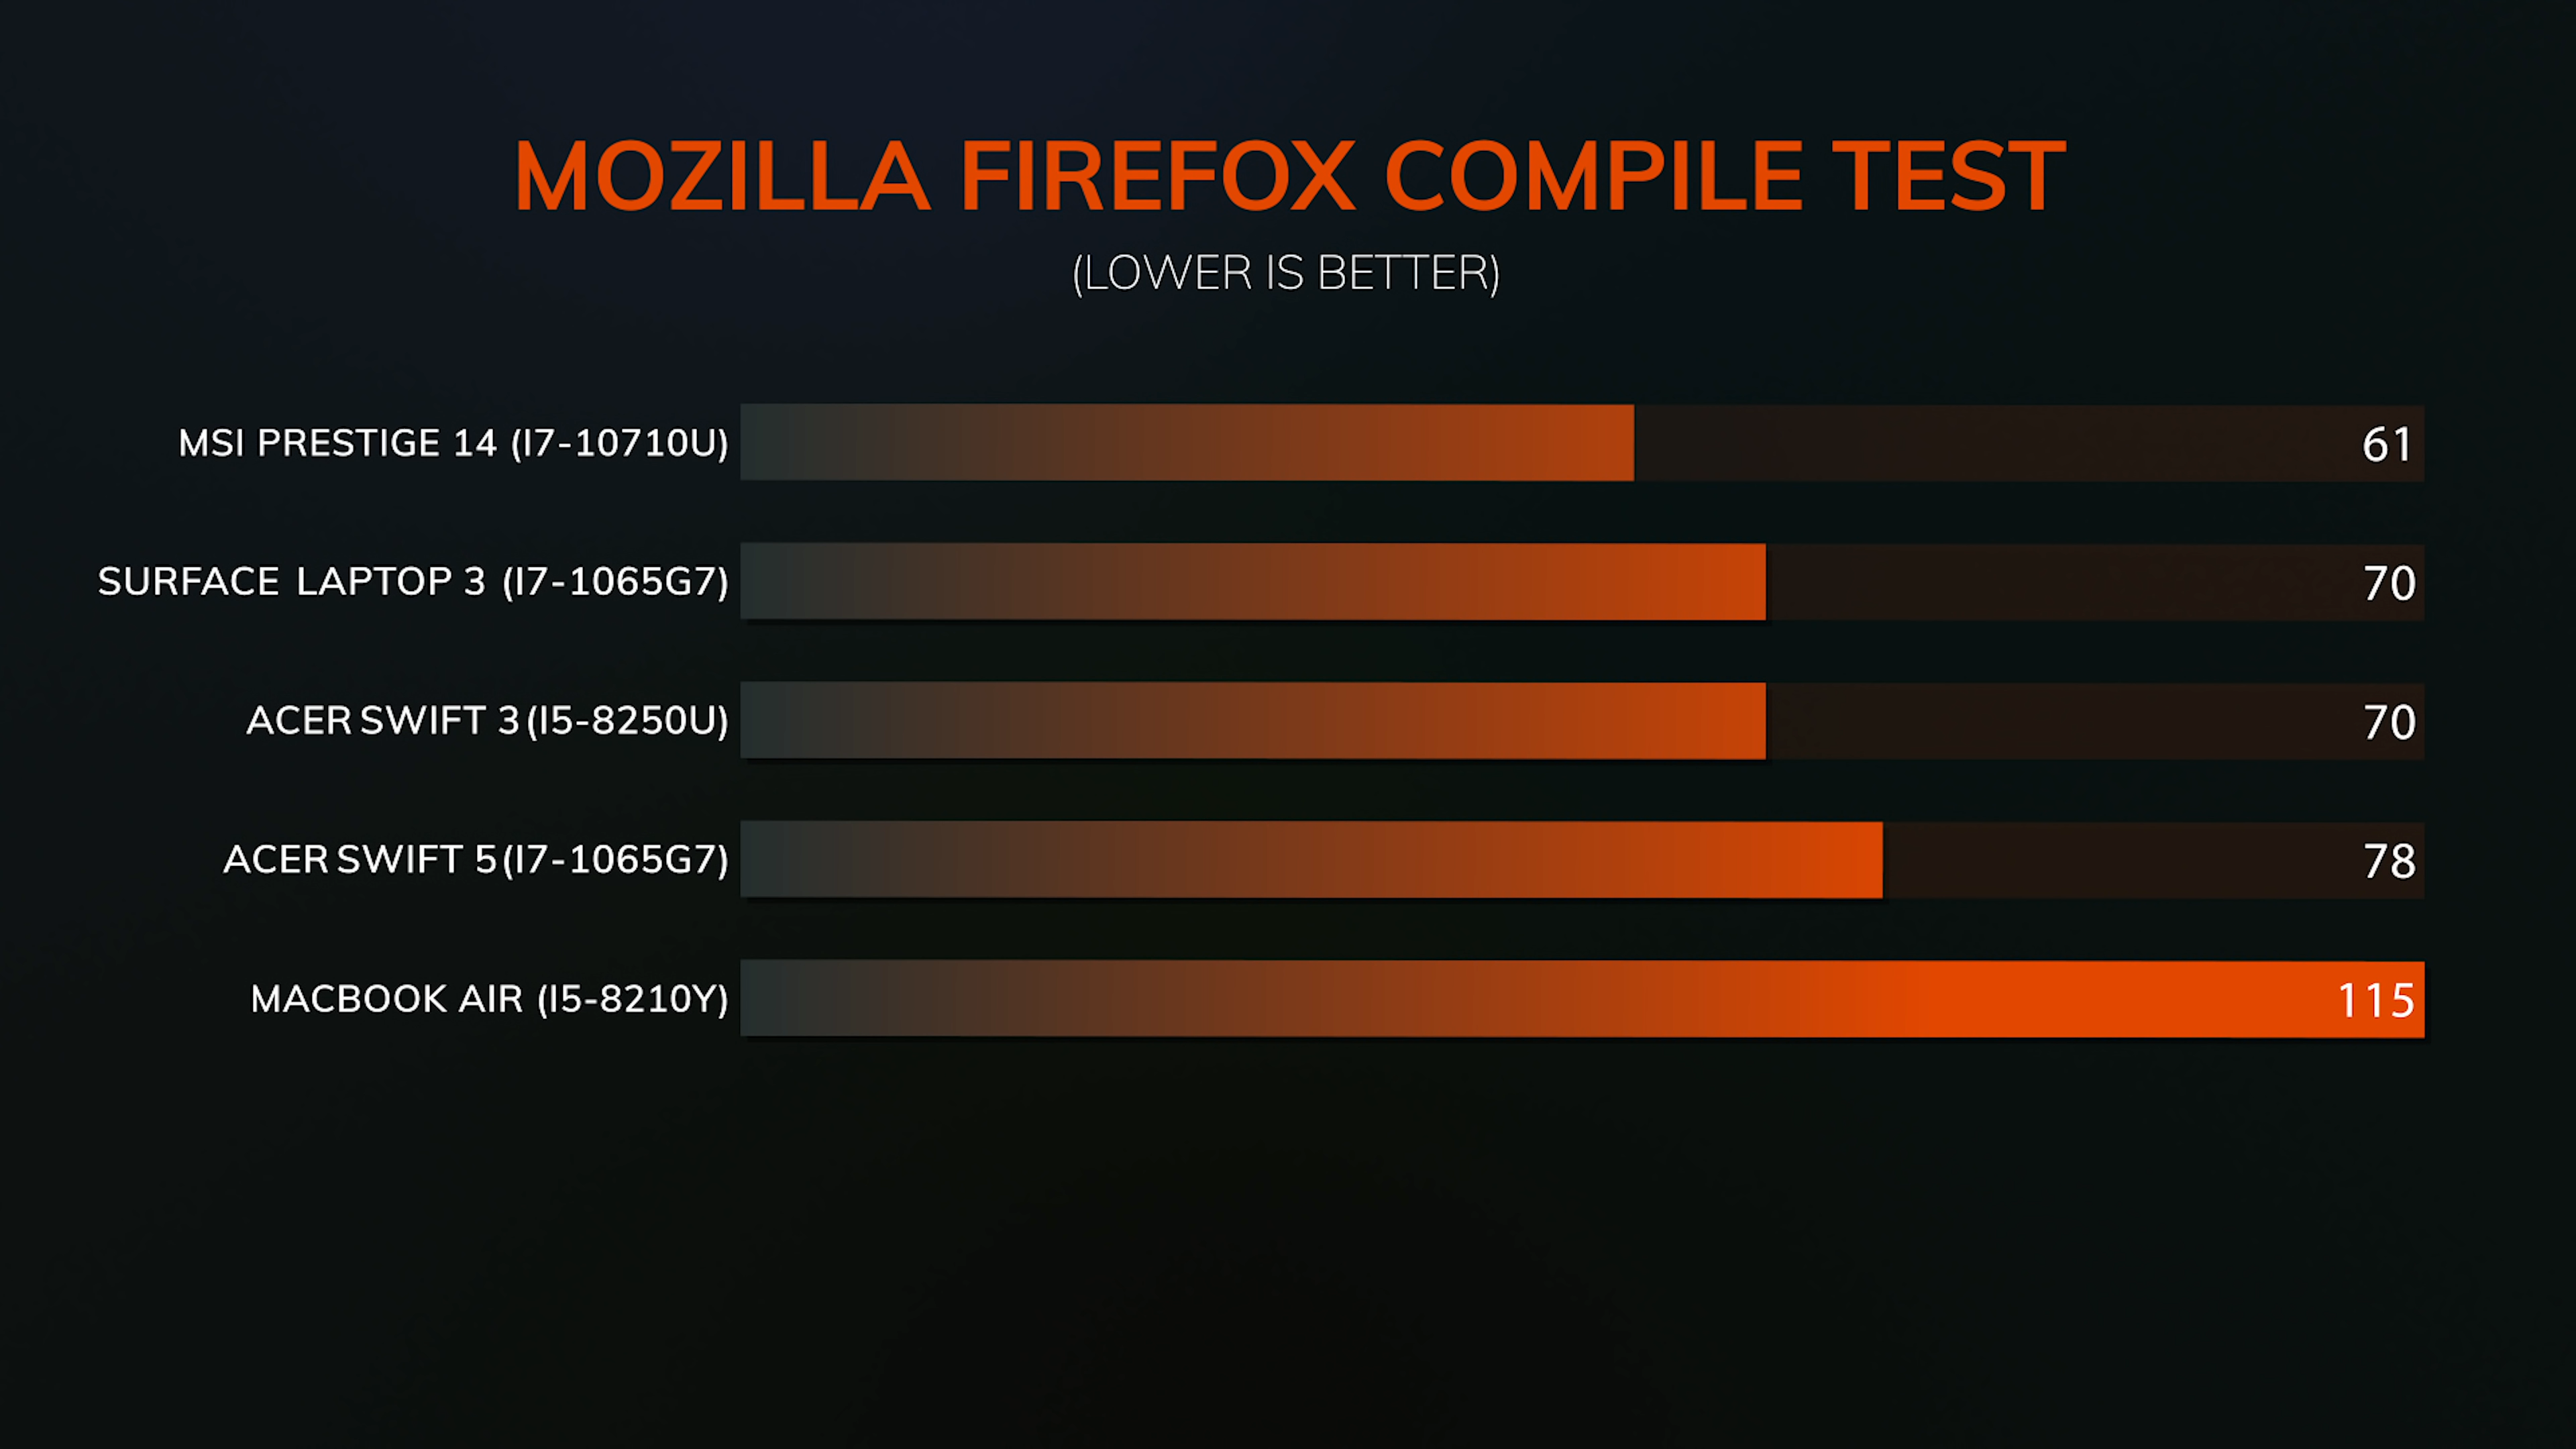 MOZILLA FIREFOX COMPILE TEST
(LOWER IS BETTER)
MSI PRESTIGE 14 (I7-10710U) 61
SURFACE LAPTOP 3 (I7-1065G7) 70
ACER SWIFT 3 (I5-8250U) 70
ACER SWIFT 5 (I7-1065G7) 78
MACBOOK AIR (I5-8210Y) 115